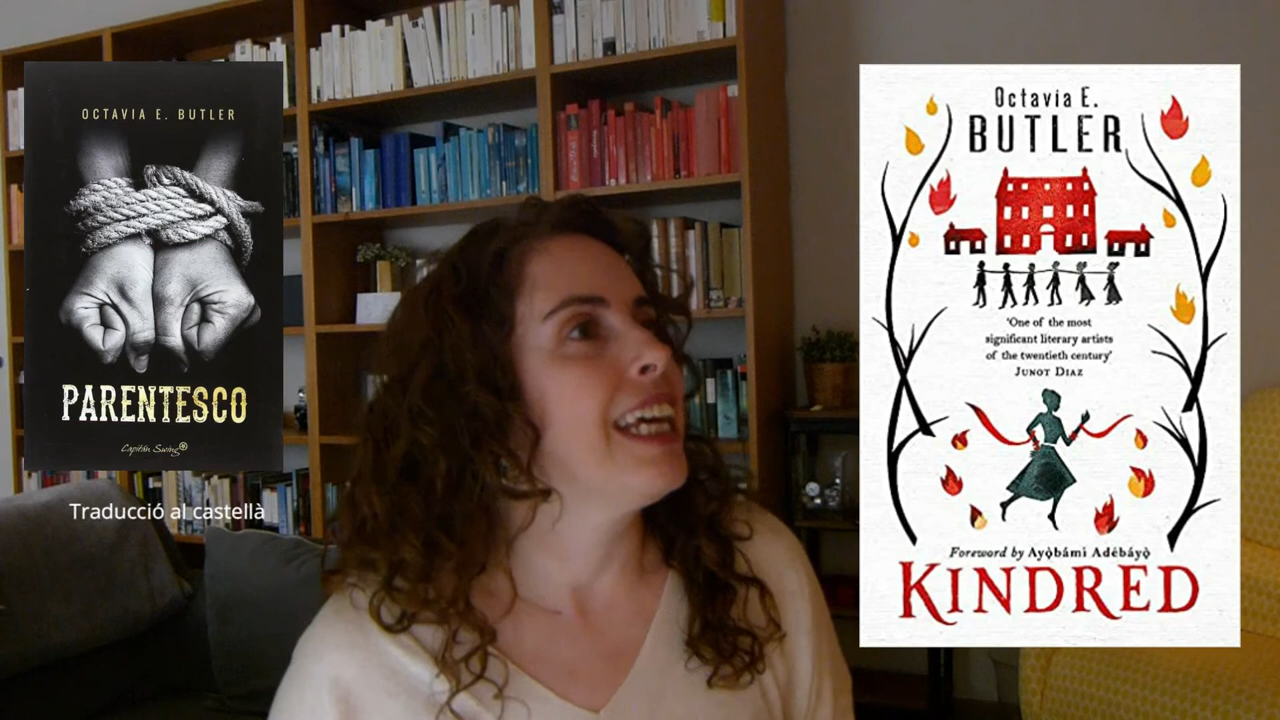 OCTAVIA E. BUTLER
PARENTESCO
Capitán Swing
Traducció al castellà
Octavia E.
BUTLER
'One of the most
significant literary artists
of the twentieth century'
JUNOT DIAZ
Foreword by Ayọ̀bámi Adébáyọ̀
KINDRED